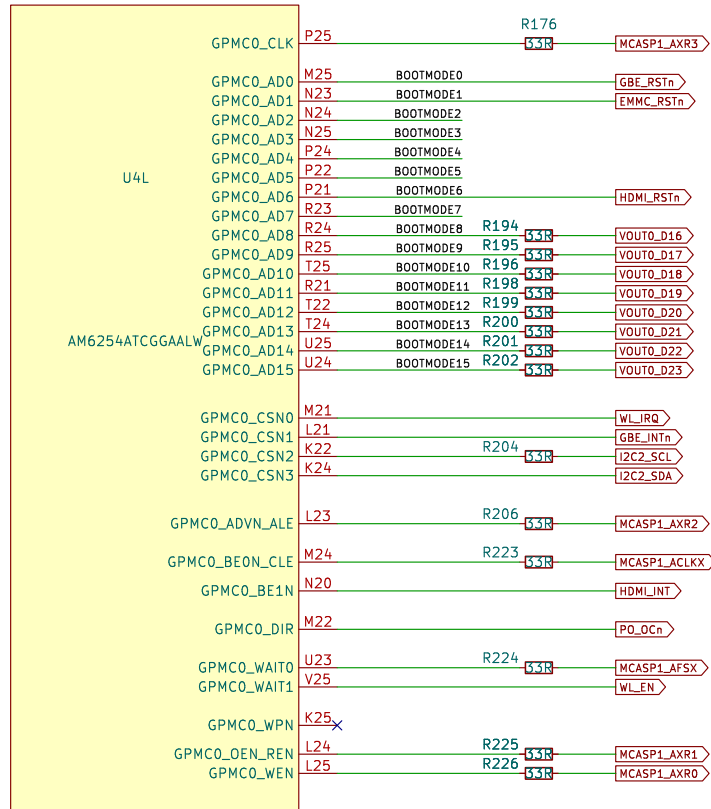 R176
GPMC0_CLK P25 33R MCASP1_AXR3
GPMC0_AD0 M25 BOOTMODE0 GBE_RSTn
GPMC0_AD1 N23 BOOTMODE1 EMMC_RSTn
GPMC0_AD2 N24 BOOTMODE2
GPMC0_AD3 N25 BOOTMODE3
GPMC0_AD4 P24 BOOTMODE4
U4L GPMC0_AD5 P22 BOOTMODE5
GPMC0_AD6 P21 BOOTMODE6 HDMI_RSTn
GPMC0_AD7 R23 BOOTMODE7
GPMC0_AD8 R24 BOOTMODE8 R194 33R VOUT0_D16
GPMC0_AD9 R25 BOOTMODE9 R195 33R VOUT0_D17
GPMC0_AD10 T25 BOOTMODE10 R196 33R VOUT0_D18
GPMC0_AD11 R21 BOOTMODE11 R198 33R VOUT0_D19
GPMC0_AD12 T22 BOOTMODE12 R199 33R VOUT0_D20
GPMC0_AD13 T24 BOOTMODE13 R200 33R VOUT0_D21
AM6254ATCGGAALW GPMC0_AD14 U25 BOOTMODE14 R201 33R VOUT0_D22
GPMC0_AD15 U24 BOOTMODE15 R202 33R VOUT0_D23
GPMC0_CSN0 M21 WL_IRQ
GPMC0_CSN1 L21 GBE_INTn
GPMC0_CSN2 K22 R204 33R I2C2_SCL
GPMC0_CSN3 K24 I2C2_SDA
GPMC0_ADVN_ALE L23 R206 33R MCASP1_AXR2
GPMC0_BE0N_CLE M24 R223 33R MCASP1_ACLKX
GPMC0_BE1N N20 HDMI_INT
GPMC0_DIR M22 PO_OCn
GPMC0_WAIT0 U23 R224 33R MCASP1_AFSX
GPMC0_WAIT1 V25 WL_EN
GPMC0_WPN K25
GPMC0_OEN_REN L24 R225 33R MCASP1_AXR1
GPMC0_WEN L25 R226 33R MCASP1_AXR0